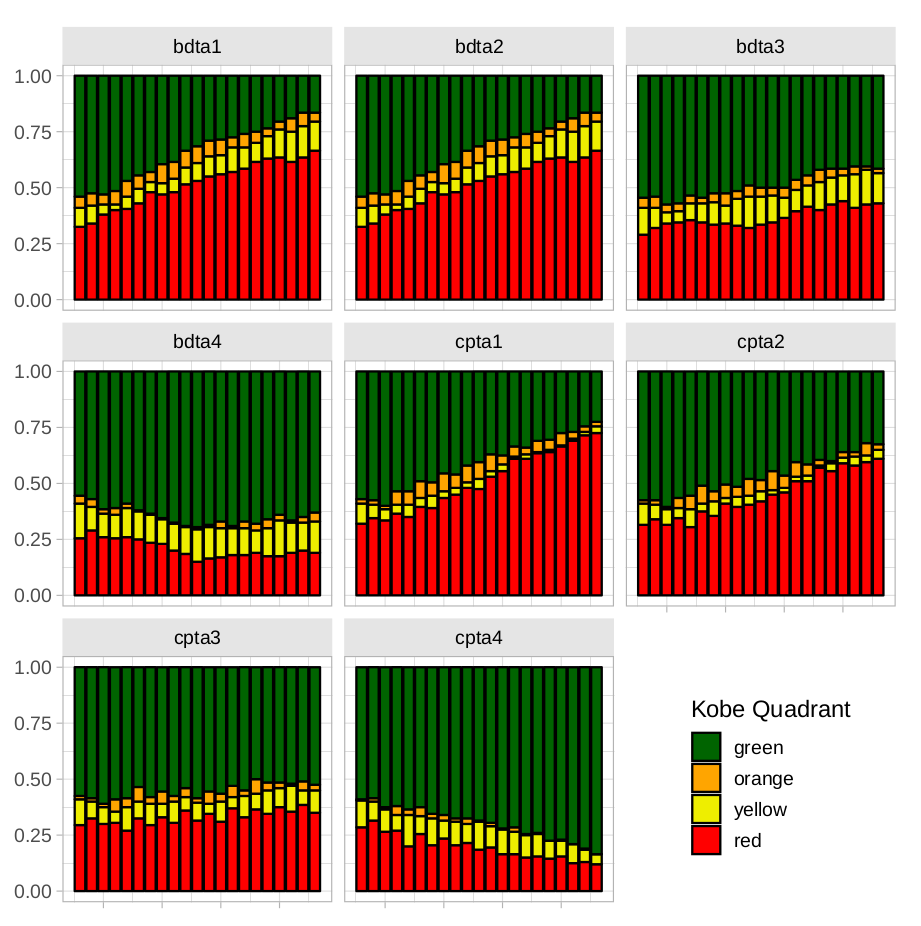 bdta1 bdta2 bdta3
1.00
0.75
0.50
0.25
0.00
bdta4 cpta1 cpta2
1.00
0.75
0.50
0.25
0.00
cpta3 cpta4
1.00
0.75
0.50
0.25
0.00
Kobe Quadrant
green
orange
yellow
red